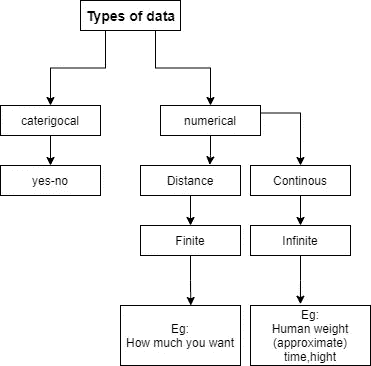 Types of data
caterigocal
numerical
yes-no
Distance
Continous
Finite
Infinite
Eg:
How much you want
Eg:
Human weight
(approximate)
time,hight